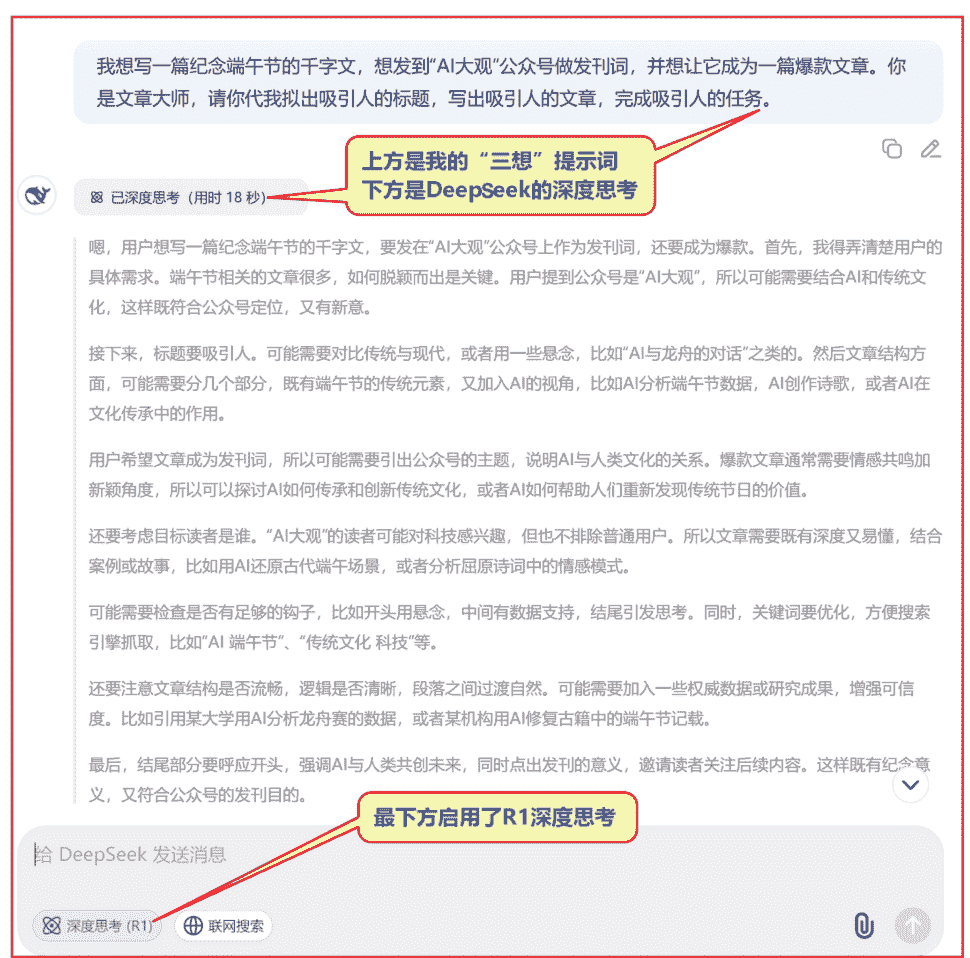 我想写一篇纪念端午节的千字文，想发到“AI大观”公众号做发刊词，并想让它成为一篇爆款文章。你
是文章大师，请你代我拟出吸引人的标题，写出吸引人的文章，完成吸引人的任务。
上方是我的“三想”提示词
下方是DeepSeek的深度思考
已深度思考（用时 18 秒）
嗯，用户想写一篇纪念端午节的千字文，要发在“AI大观”公众号上作为发刊词，还要成为爆款。首先，我得弄清楚用户的
具体需求。端午节相关的文章很多，如何脱颖而出是关键。用户提到公众号是“AI大观”，所以可能需要结合AI和传统文
化，这样既符合公众号定位，又有新意。
接下来，标题要吸引人。可能需要对比传统与现代，或者用一些悬念，比如“AI与龙舟的对话”之类的。然后文章结构方
面，可能需要分几个部分，既有端午节的传统元素，又加入AI的视角，比如AI分析端午节数据，AI创作诗歌，或者AI在
文化传承中的作用。
用户希望文章成为发刊词，所以可能需要引出公众号的主题，说明AI与人类文化的关系。爆款文章通常需要情感共鸣加
新颖角度，所以可以探讨AI如何传承和创新传统文化，或者AI如何帮助人们重新发现传统节日的价值。
还要考虑目标读者是谁。“AI大观”的读者可能对科技感兴趣，但也不排除普通用户。所以文章需要既有深度又易懂，结合
案例或故事，比如用AI还原古代端午场景，或者分析屈原诗词中的情感模式。
可能需要检查是否有足够的钩子，比如开头用悬念，中间有数据支持，结尾引发思考。同时，关键词要优化，方便搜索
引擎抓取，比如“AI 端午节”、“传统文化 科技”等。
还要注意文章结构是否流畅，逻辑是否清晰，段落之间过渡自然。可能需要加入一些权威数据或研究成果，增强可信
度。比如引用某大学用AI分析龙舟赛的数据，或者某机构用AI修复古籍中的端午节记载。
最后，结尾部分要呼应开头，强调AI与人类共创未来，同时点出发刊的意义，邀请读者关注后续内容。这样既有纪念意
义，又符合公众号的发刊目的。
最下方启用了R1深度思考
给 DeepSeek 发送消息
深度思考 (R1)
联网搜索